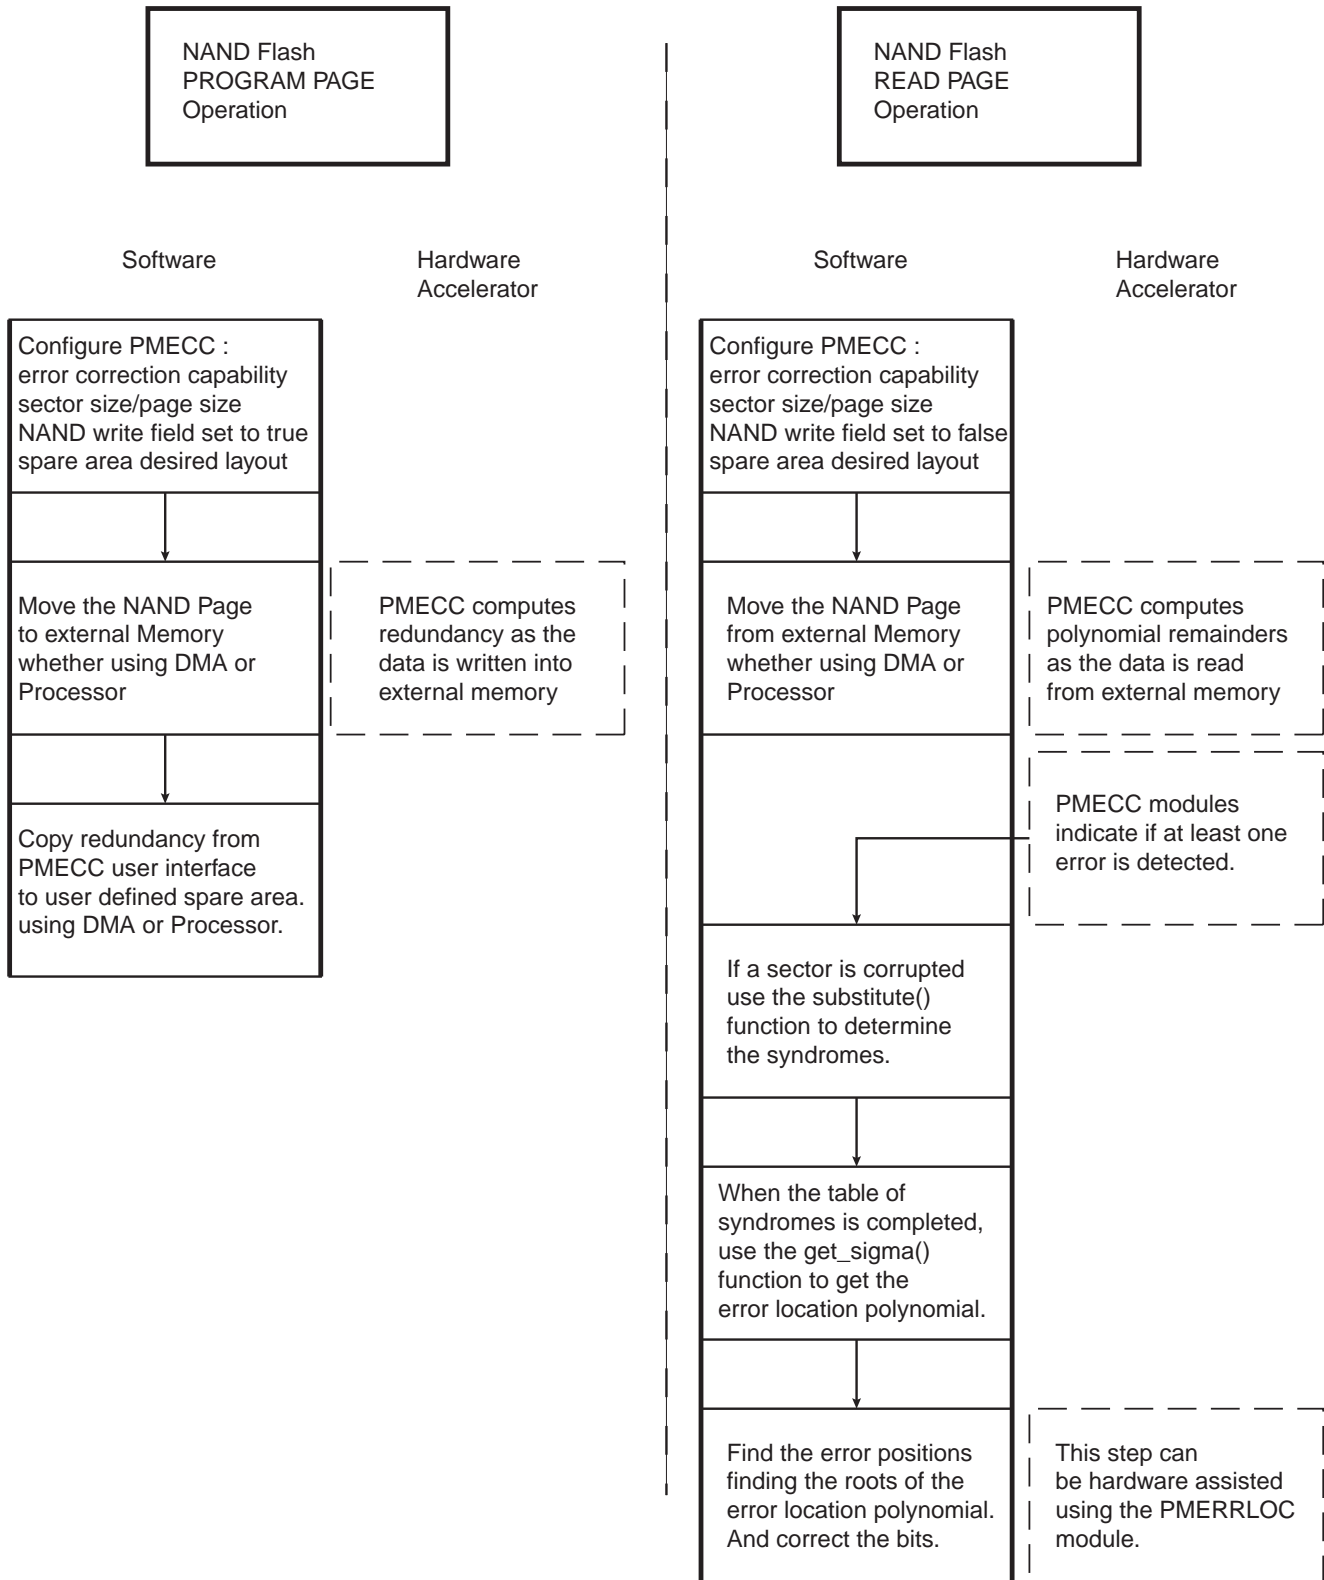 NAND Flash
PROGRAM PAGE
Operation
Software
Hardware
Accelerator
Configure PMECC :
error correction capability
sector size/page size
NAND write field set to true
spare area desired layout
Move the NAND Page
to external Memory
whether using DMA or
Processor
PMECC computes
redundancy as the
data is written into
external memory
Copy redundancy from
PMECC user interface
to user defined spare area.
using DMA or Processor.
NAND Flash
READ PAGE
Operation
Software
Hardware
Accelerator
Configure PMECC :
error correction capability
sector size/page size
NAND write field set to false
spare area desired layout
Move the NAND Page
from external Memory
whether using DMA or
Processor
PMECC computes
polynomial remainders
as the data is read
from external memory
PMECC modules
indicate if at least one
error is detected.
If a sector is corrupted
use the substitute()
function to determine
the syndromes.
When the table of
syndromes is completed,
use the get_sigma()
function to get the
error location polynomial.
Find the error positions
finding the roots of the
error location polynomial.
And correct the bits.
This step can
be hardware assisted
using the PMERRLOC
module.